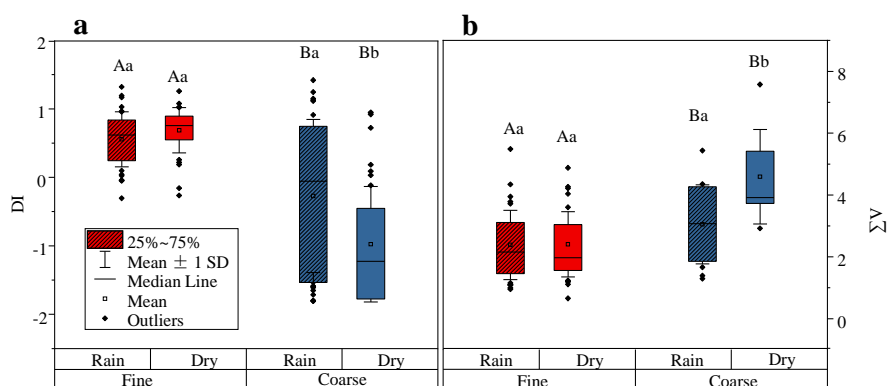 a
b
2
1
0
-1
-2
DI
Aa
Aa
Ba
Bb
25%~75%
Mean ± 1 SD
Median Line
Mean
Outliers
Rain
Dry
Rain
Dry
Fine
Coarse
Aa
Aa
Ba
Bb
8
6
4
2
0
ΣV
Rain
Dry
Rain
Dry
Fine
Coarse